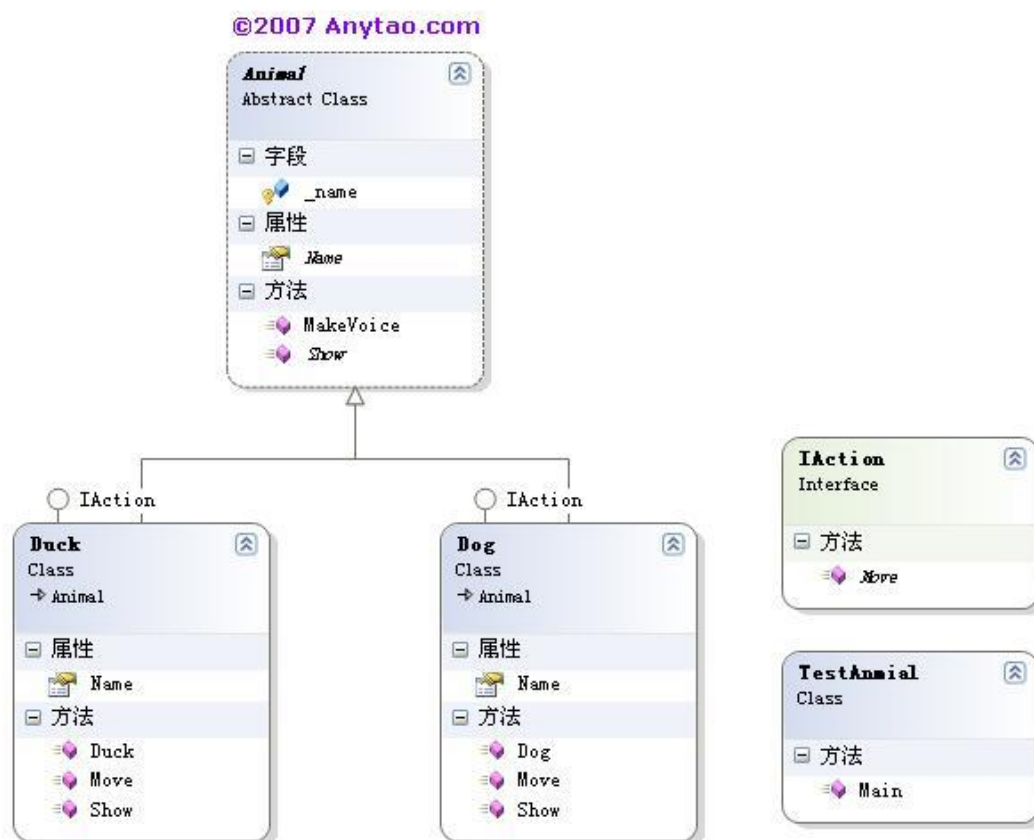 ©2007 Anytao.com
Animal
Abstract Class
字段
_name
属性
Name
方法
MakeVoice
Show
IAction
Duck
Class
Animal
属性
Name
方法
Duck
Move
Show
IAction
Dog
Class
Animal
属性
Name
方法
Dog
Move
Show
IAction
Interface
方法
Move
TestAnmial
Class
方法
Main